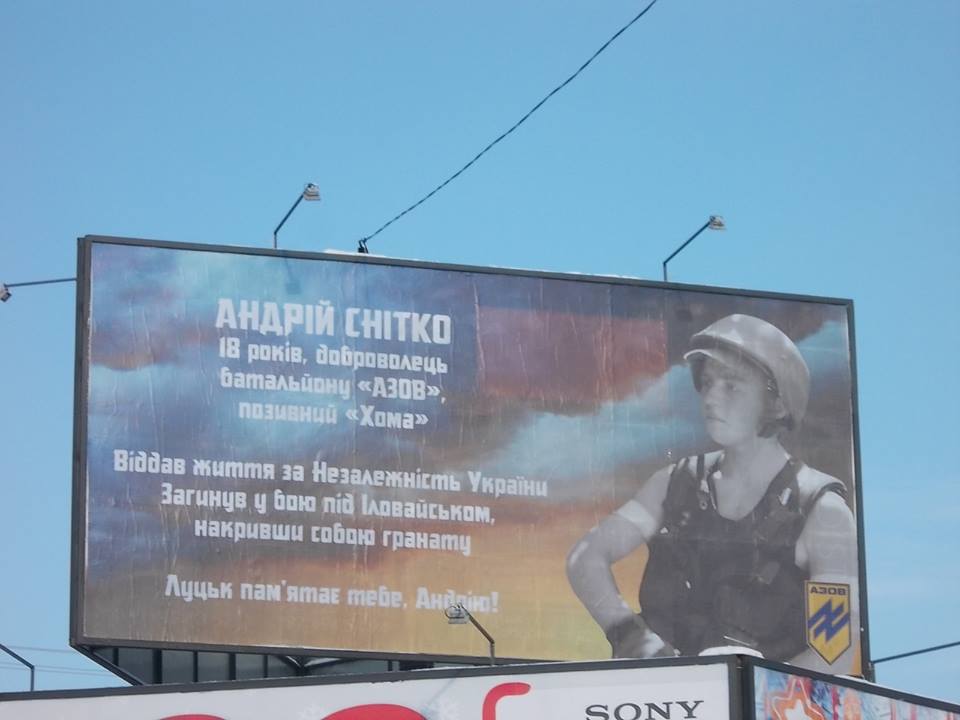 АНДРІЙ СНІТКО
18 років, доброволець
батальйону «АЗОВ»,
позивний «Хома»
Віддав життя за Незалежність України
Загинув у бою під Іловайськом,
накривши собою гранату
Луцьк пам'ятає тебе, Андрію!
АЗОВ
SONY